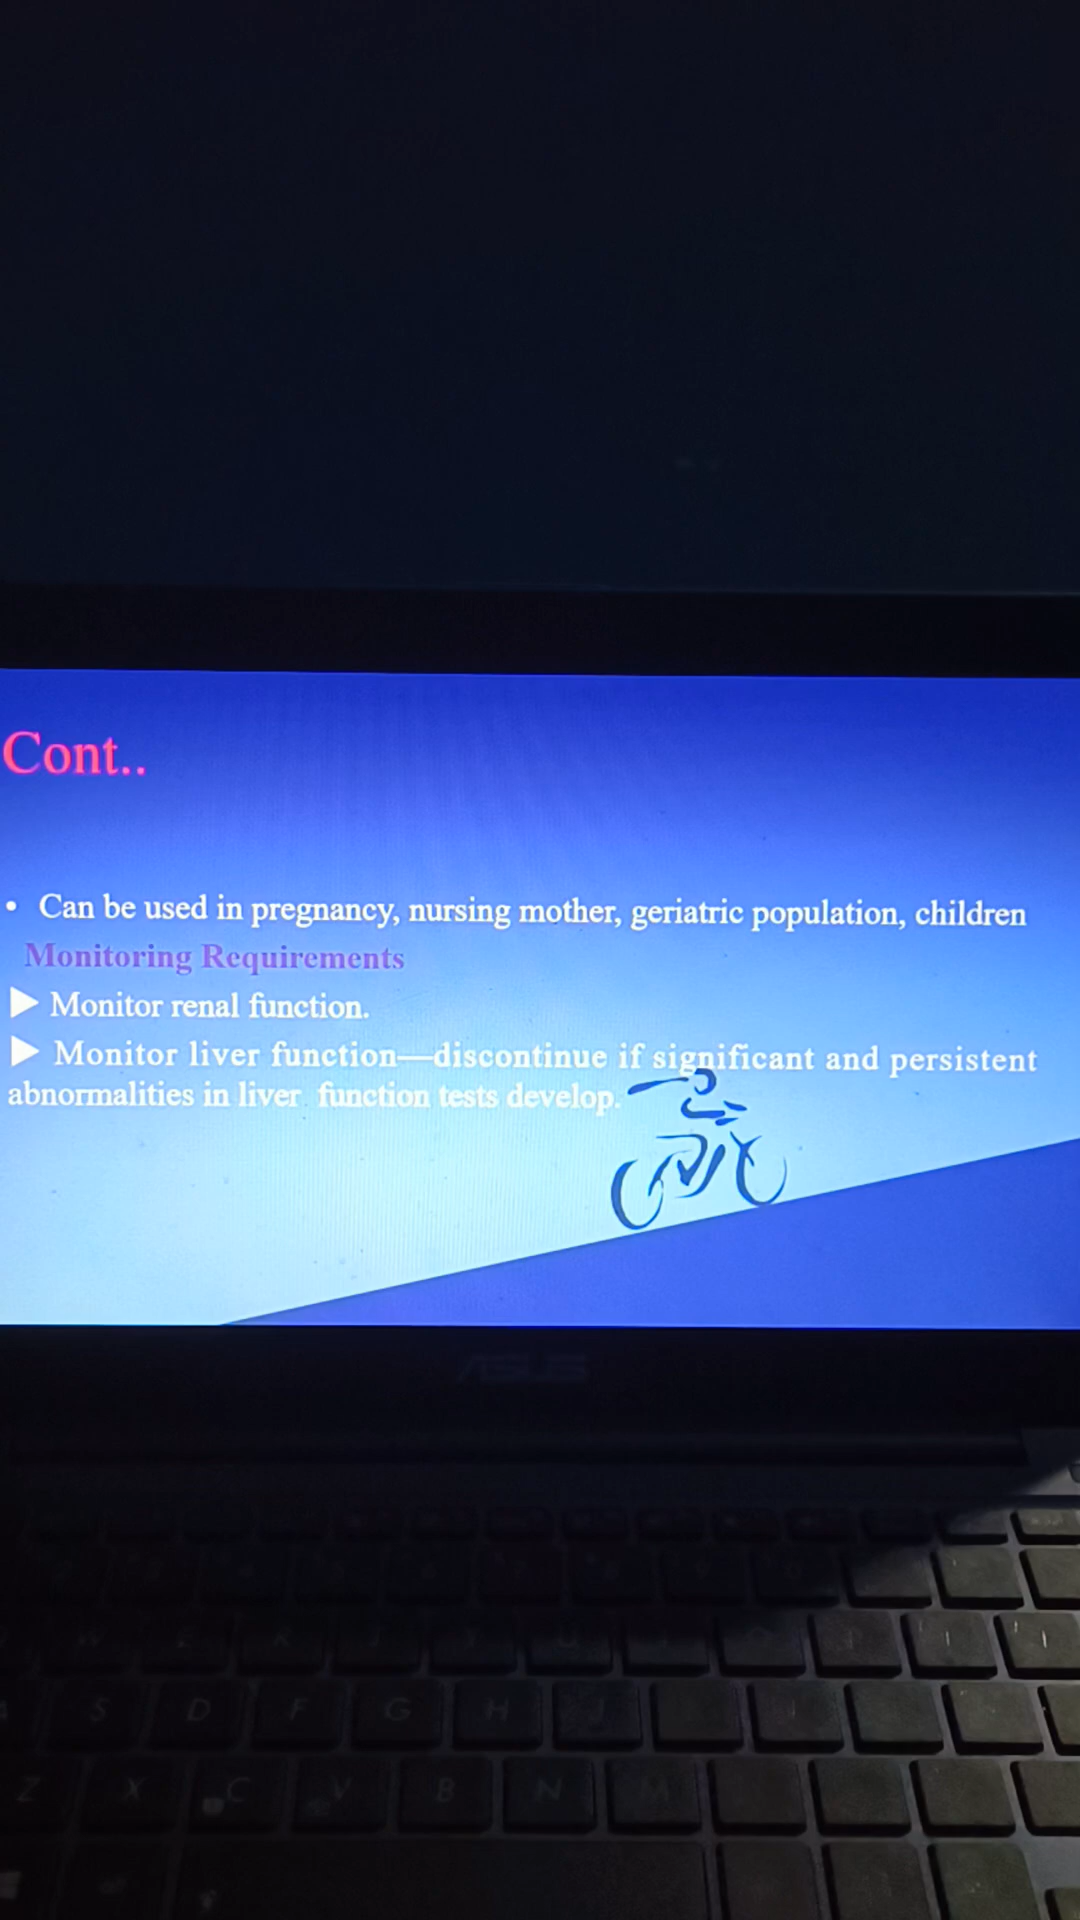 Cont..
• Can be used in pregnancy, nursing mother, geriatric population, children
Monitoring Requirements
▶ Monitor renal function.
▶ Monitor liver function—discontinue if significant and persistent
abnormalities in liver function tests develop.
ASUS
S D F G H J
Z X C V B N M